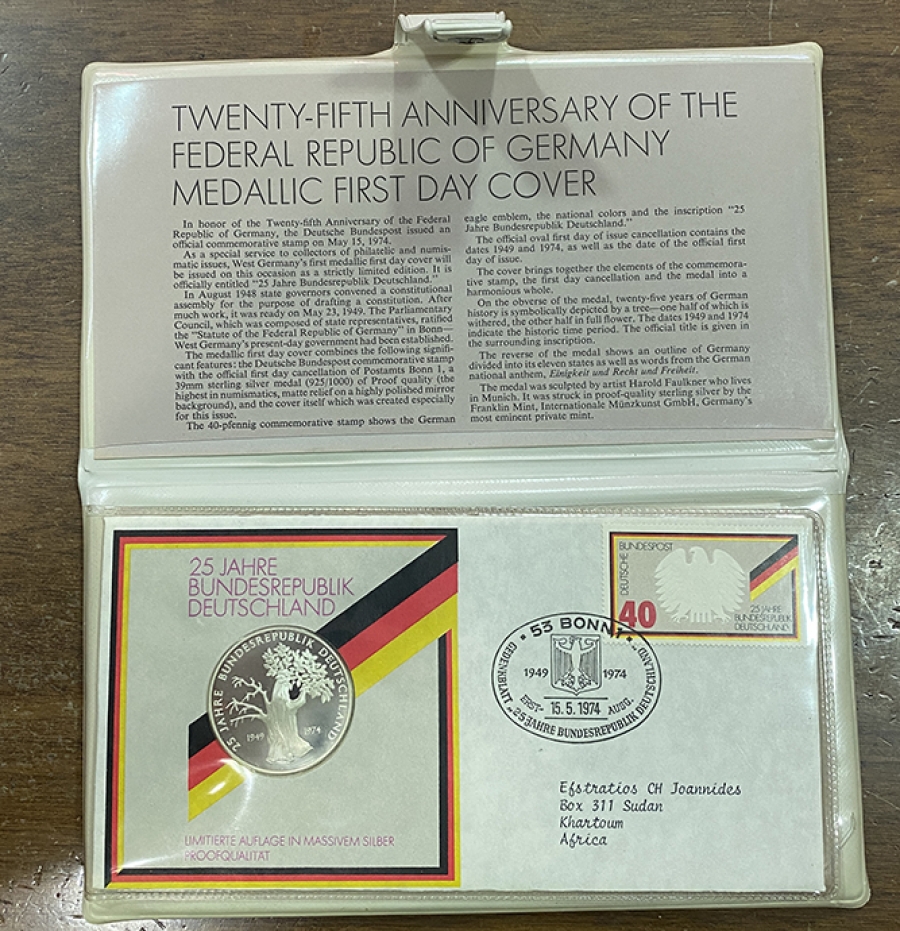 TWENTY-FIFTH ANNIVERSARY OF THE
FEDERAL REPUBLIC OF GERMANY
MEDALLIC FIRST DAY COVER
In honor of the Twenty-fifth Anniversary of the Federal
Republic of Germany, the Deutsche Bundespost issued an
official commemorative stamp on May 15, 1974.
As a special service to collectors of philatelic and numis-
matic issues, West Germany's first medallic first day cover will
be issued on this occasion as a strictly limited edition. It is
officially entitled "25 Jahre Bundesrepublik Deutschland."
In August 1948 state governors convened a constitutional
assembly for the purpose of drafting a constitution. After
much work, it was ready on May 23, 1949. The Parliamentary
Council, which was composed of state representatives, ratified
the "Statute of the Federal Republic of Germany" in Bonn—
West Germany's present-day government had been established.
The medallic first day cover combines the following signifi-
cant features: the Deutsche Bundespost commemorative stamp
with the official first day cancellation of Postamts Bonn 1, a
39mm sterling silver medal (925/1000) of Proof quality (the
highest in numismatics, matte relief on a highly polished mirror
background), and the cover itself which was created especially
for this issue.
The 40-pfennig commemorative stamp shows the German
eagle emblem, the national colors and the inscription "25
Jahre Bundesrepublik Deutschland."
The official oval first day of issue cancellation contains the
dates 1949 and 1974, as well as the date of the official first
day of issue.
The cover brings together the elements of the commemora-
tive stamp, the first day cancellation and the medal into a
harmonious whole.
On the obverse of the medal, twenty-five years of German
history is symbolically depicted by a tree—one half of which is
withered, the other half in full flower. The dates 1949 and 1974
indicate the historic time period. The official title is given in
the surrounding inscription.
The reverse of the medal shows an outline of Germany
divided into its eleven states as well as words from the German
national anthem, Einigkeit und Recht und Freiheit.
The medal was sculpted by artist Harold Faulkner who lives
in Munich. It was struck in proof-quality sterling silver by the
Franklin Mint, Internationale Münzkunst GmbH, Germany's
most eminent private mint.
25 JAHRE
BUNDESREPUBLIK
DEUTSCHLAND
25 JAHRE BUNDESREPUBLIK DEUTSCHLAND
1949 1974
LIMITIERTE AUFLAGE IN MASSIVEM SILBER
PROOFQUALITÄT
DEUTSCHE BUNDESPOST
40
25 JAHRE
BUNDESREPUBLIK
DEUTSCHLAND
53 BONN 1
1949 1974
ERST- AUSG.
15.5.1974
GEDENKBLATT "25 JAHRE BUNDESREPUBLIK DEUTSCHLAND
Efstratios CH Joannides
Box 311 Sudan
Khartoum
Africa